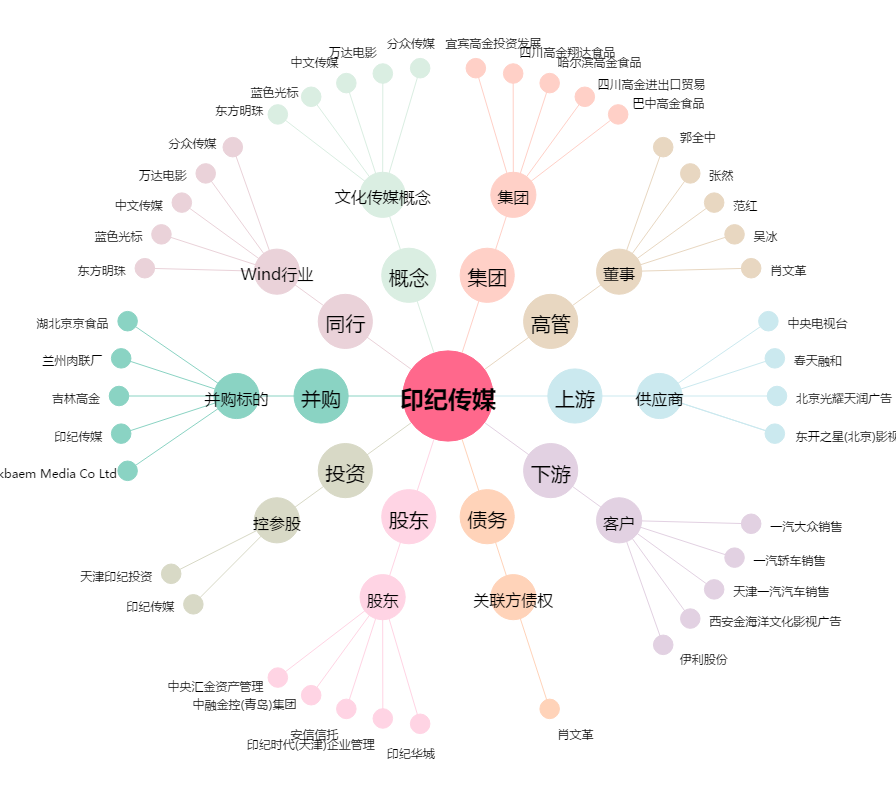 分众传媒
宜宾高金投资发展
万达电影
四川高金翔达食品
中文传媒
哈尔滨高金食品
蓝色光标
四川高金进出口贸易
东方明珠
巴中高金食品
分众传媒
郭全中
万达电影
张然
文化传媒概念
集团
中文传媒
范红
蓝色光标
吴冰
东方明珠
Wind行业
概念
集团
董事
肖文革
湖北京京食品
同行
高管
中央电视台
兰州肉联厂
春天融和
吉林高金
并购标的
并购
印纪传媒
上游
供应商
北京光耀天润广告
印纪传媒
东开之星(北京)影视
kbaem Media Co Ltd
投资
下游
控参股
股东
债务
客户
一汽大众销售
一汽轿车销售
天津印纪投资
天津一汽汽车销售
印纪传媒
股东
关联方债权
西安金海洋文化影视广告
伊利股份
中央汇金资产管理
中融金控(青岛)集团
安信信托
肖文革
印纪时代(天津)企业管理
印纪华城